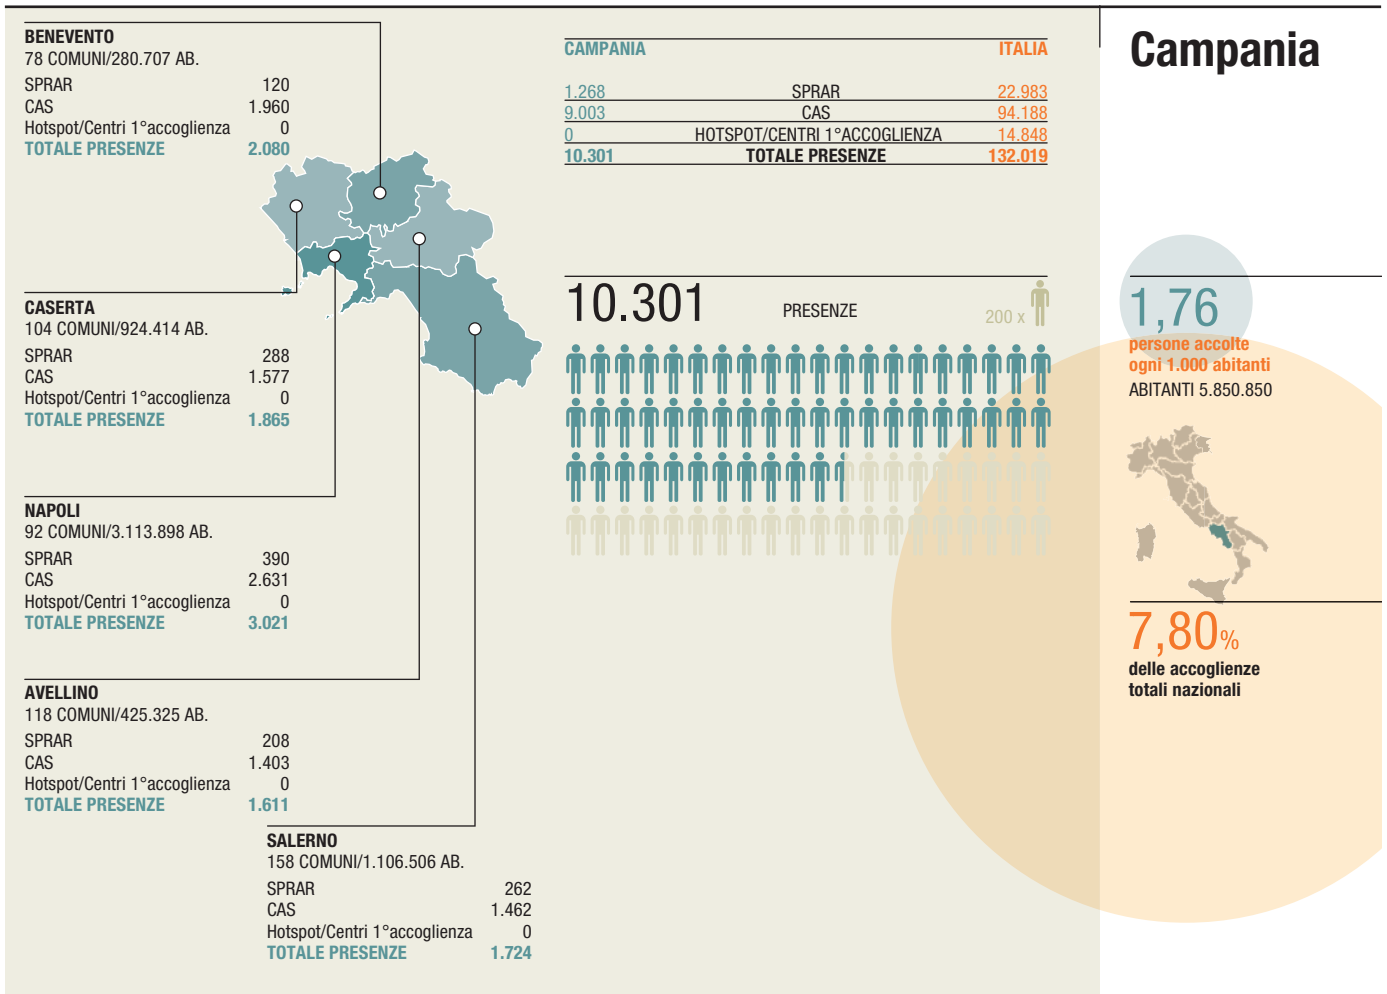 BENEVENTO
78 COMUNI/280.707 AB.
SPRAR 120
CAS 1.960
Hotspot/Centri 1°accoglienza 0
TOTALE PRESENZE 2.080
CASERTA
104 COMUNI/924.414 AB.
SPRAR 288
CAS 1.577
Hotspot/Centri 1°accoglienza 0
TOTALE PRESENZE 1.865
NAPOLI
92 COMUNI/3.113.898 AB.
SPRAR 390
CAS 2.631
Hotspot/Centri 1°accoglienza 0
TOTALE PRESENZE 3.021
AVELLINO
118 COMUNI/425.325 AB.
SPRAR 208
CAS 1.403
Hotspot/Centri 1°accoglienza 0
TOTALE PRESENZE 1.611
SALERNO
158 COMUNI/1.106.506 AB.
SPRAR 262
CAS 1.462
Hotspot/Centri 1°accoglienza 0
TOTALE PRESENZE 1.724
CAMPANIA ITALIA
1.268 SPRAR 22.983
9.003 CAS 94.188
0 HOTSPOT/CENTRI 1°ACCOGLIENZA 14.848
10.301 TOTALE PRESENZE 132.019
10.301 PRESENZE 200 x
Campania
1,76
persone accolte
ogni 1.000 abitanti
ABITANTI 5.850.850
7,80%
delle accoglienze
totali nazionali